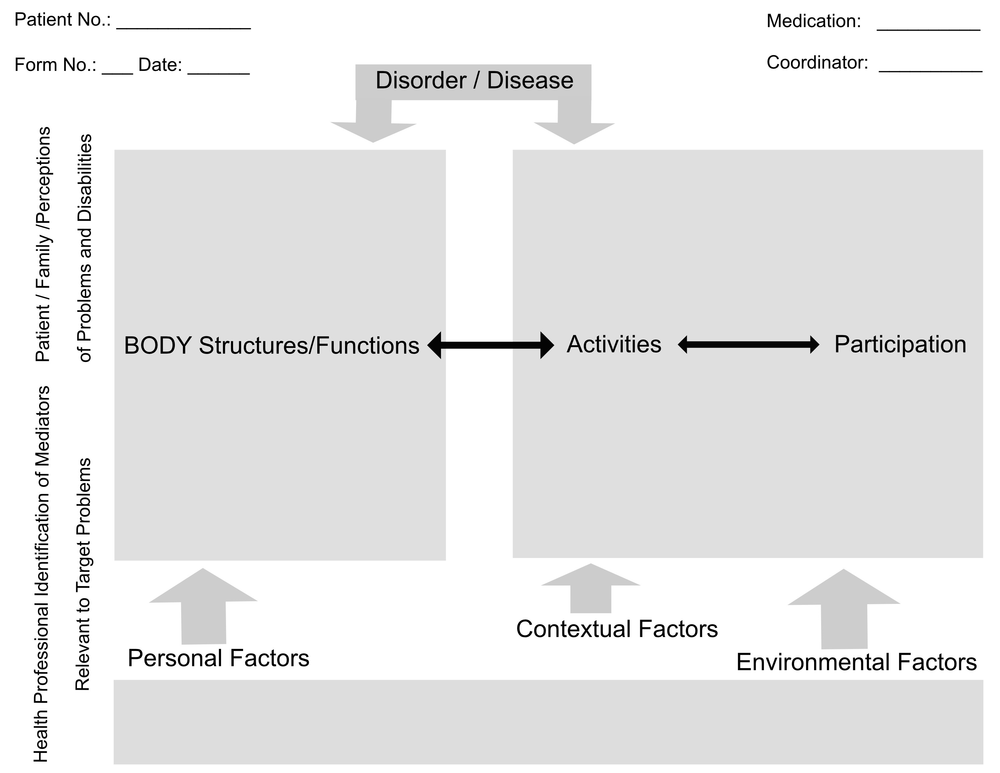 Patient No.: _____________
Medication: __________
Form No.: ___ Date: ______
Coordinator: __________
Disorder / Disease
Patient / Family /Perceptions
of Problems and Disabilities
BODY Structures/Functions
Activities
Participation
Health Professional Identification of Mediators
Relevant to Target Problems
Contextual Factors
Personal Factors
Environmental Factors